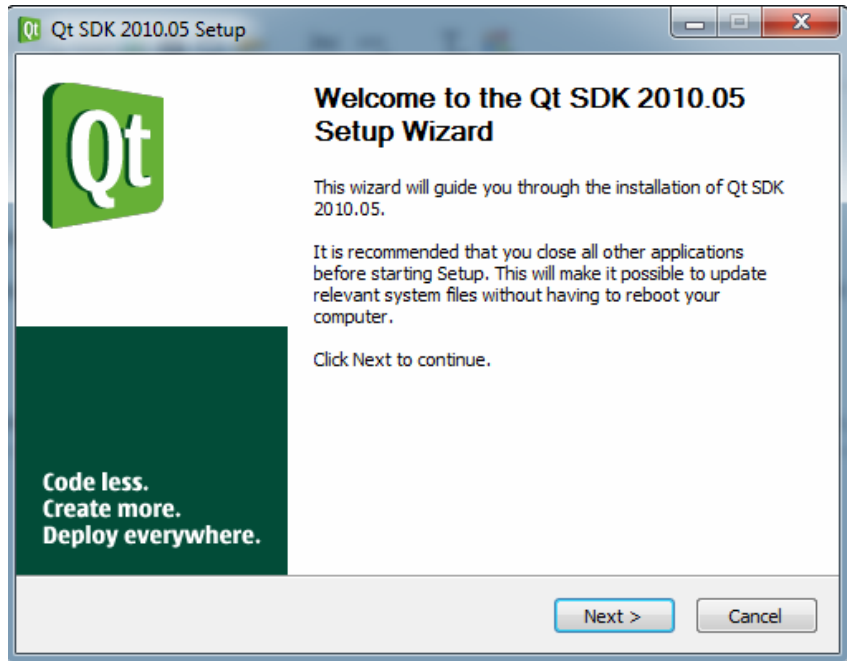 Qt SDK 2010.05 Setup
Qt
Welcome to the Qt SDK 2010.05
Setup Wizard
This wizard will guide you through the installation of Qt SDK
2010.05.
It is recommended that you close all other applications
before starting Setup. This will make it possible to update
relevant system files without having to reboot your
computer.
Click Next to continue.
Code less.
Create more.
Deploy everywhere.
Next >
Cancel